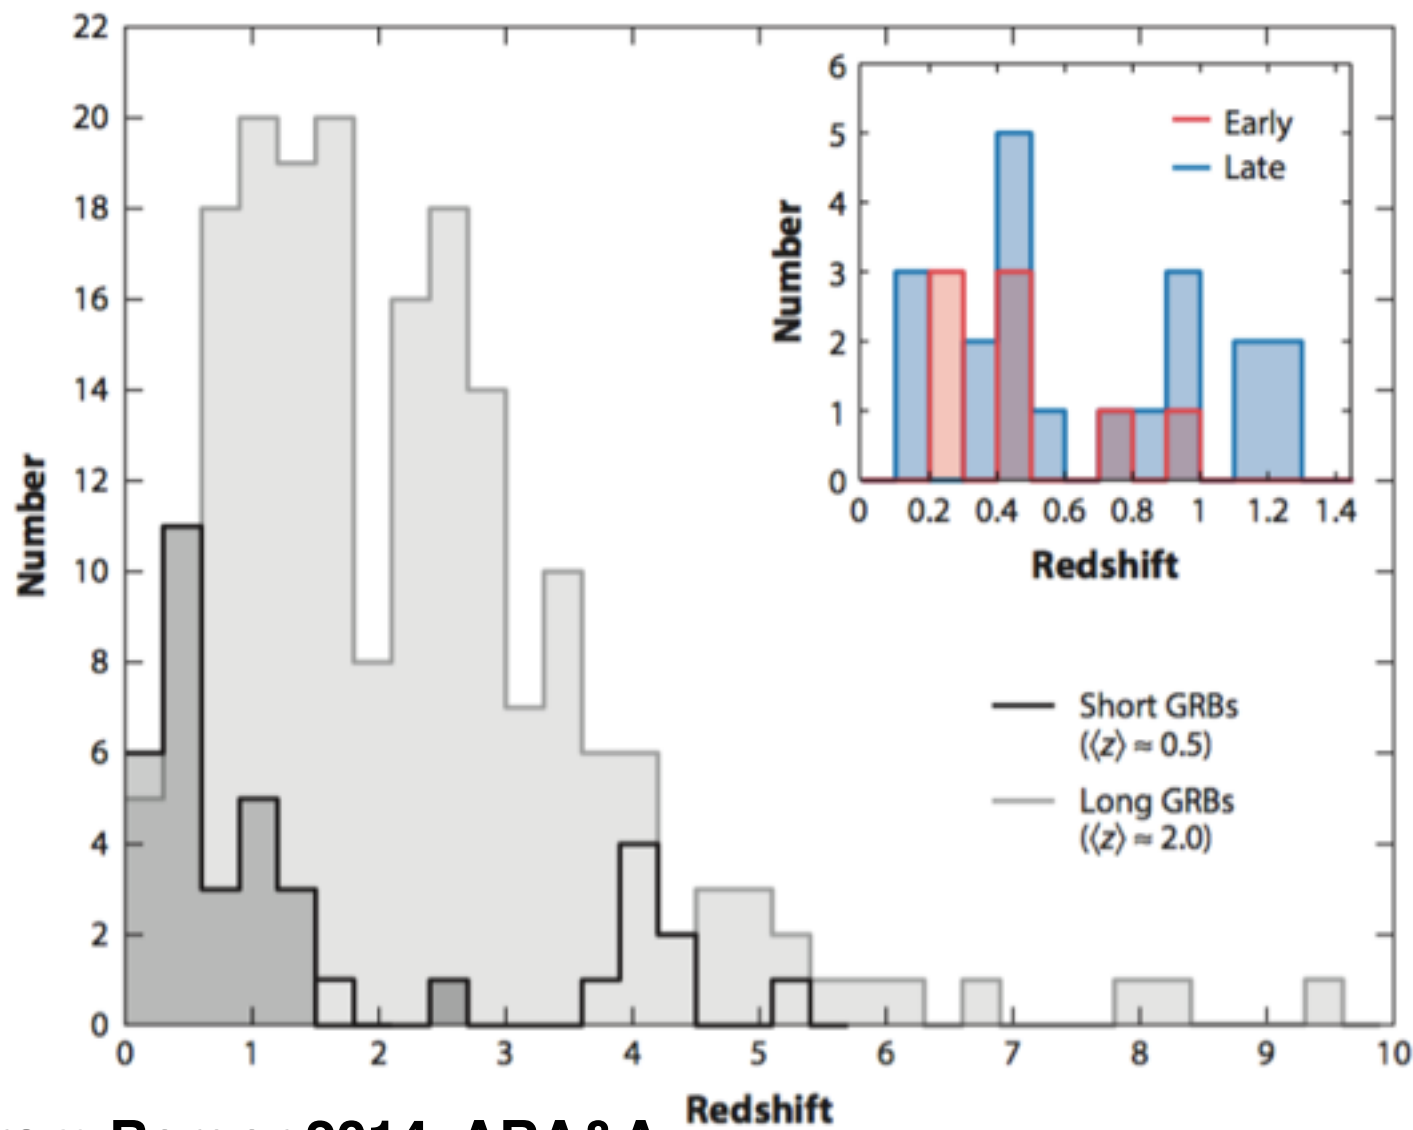 22
20
18
16
14
12
10
8
6
4
2
0
Number
0 1 2 3 4 5 6 7 8 9 10
Redshift
6
5
4
3
2
1
0
Number
Early
Late
0 0.2 0.4 0.6 0.8 1 1.2 1.4
Redshift
Short GRBs
(⟨z⟩ ≈ 0.5)
Long GRBs
(⟨z⟩ ≈ 2.0)
2014